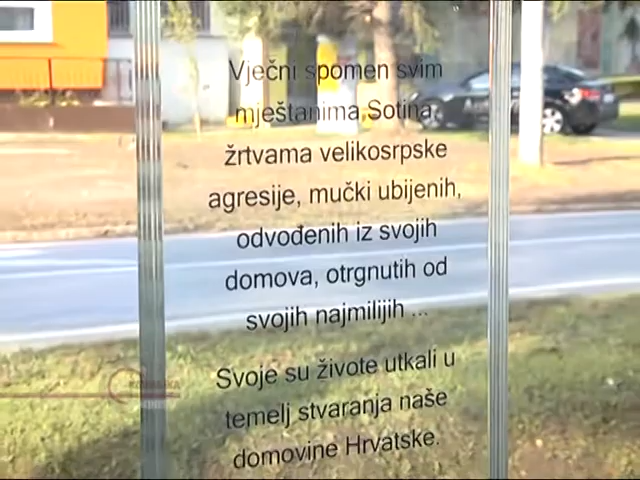 Vječni spomen svim
mještanima Sotina,
žrtvama velikosrpske
agresije, mučki ubijenih,
odvođenih iz svojih
domova, otrgnutih od
svojih najmilijih ...
Svoje su živote utkali u
temelj stvaranja naše
domovine Hrvatske.